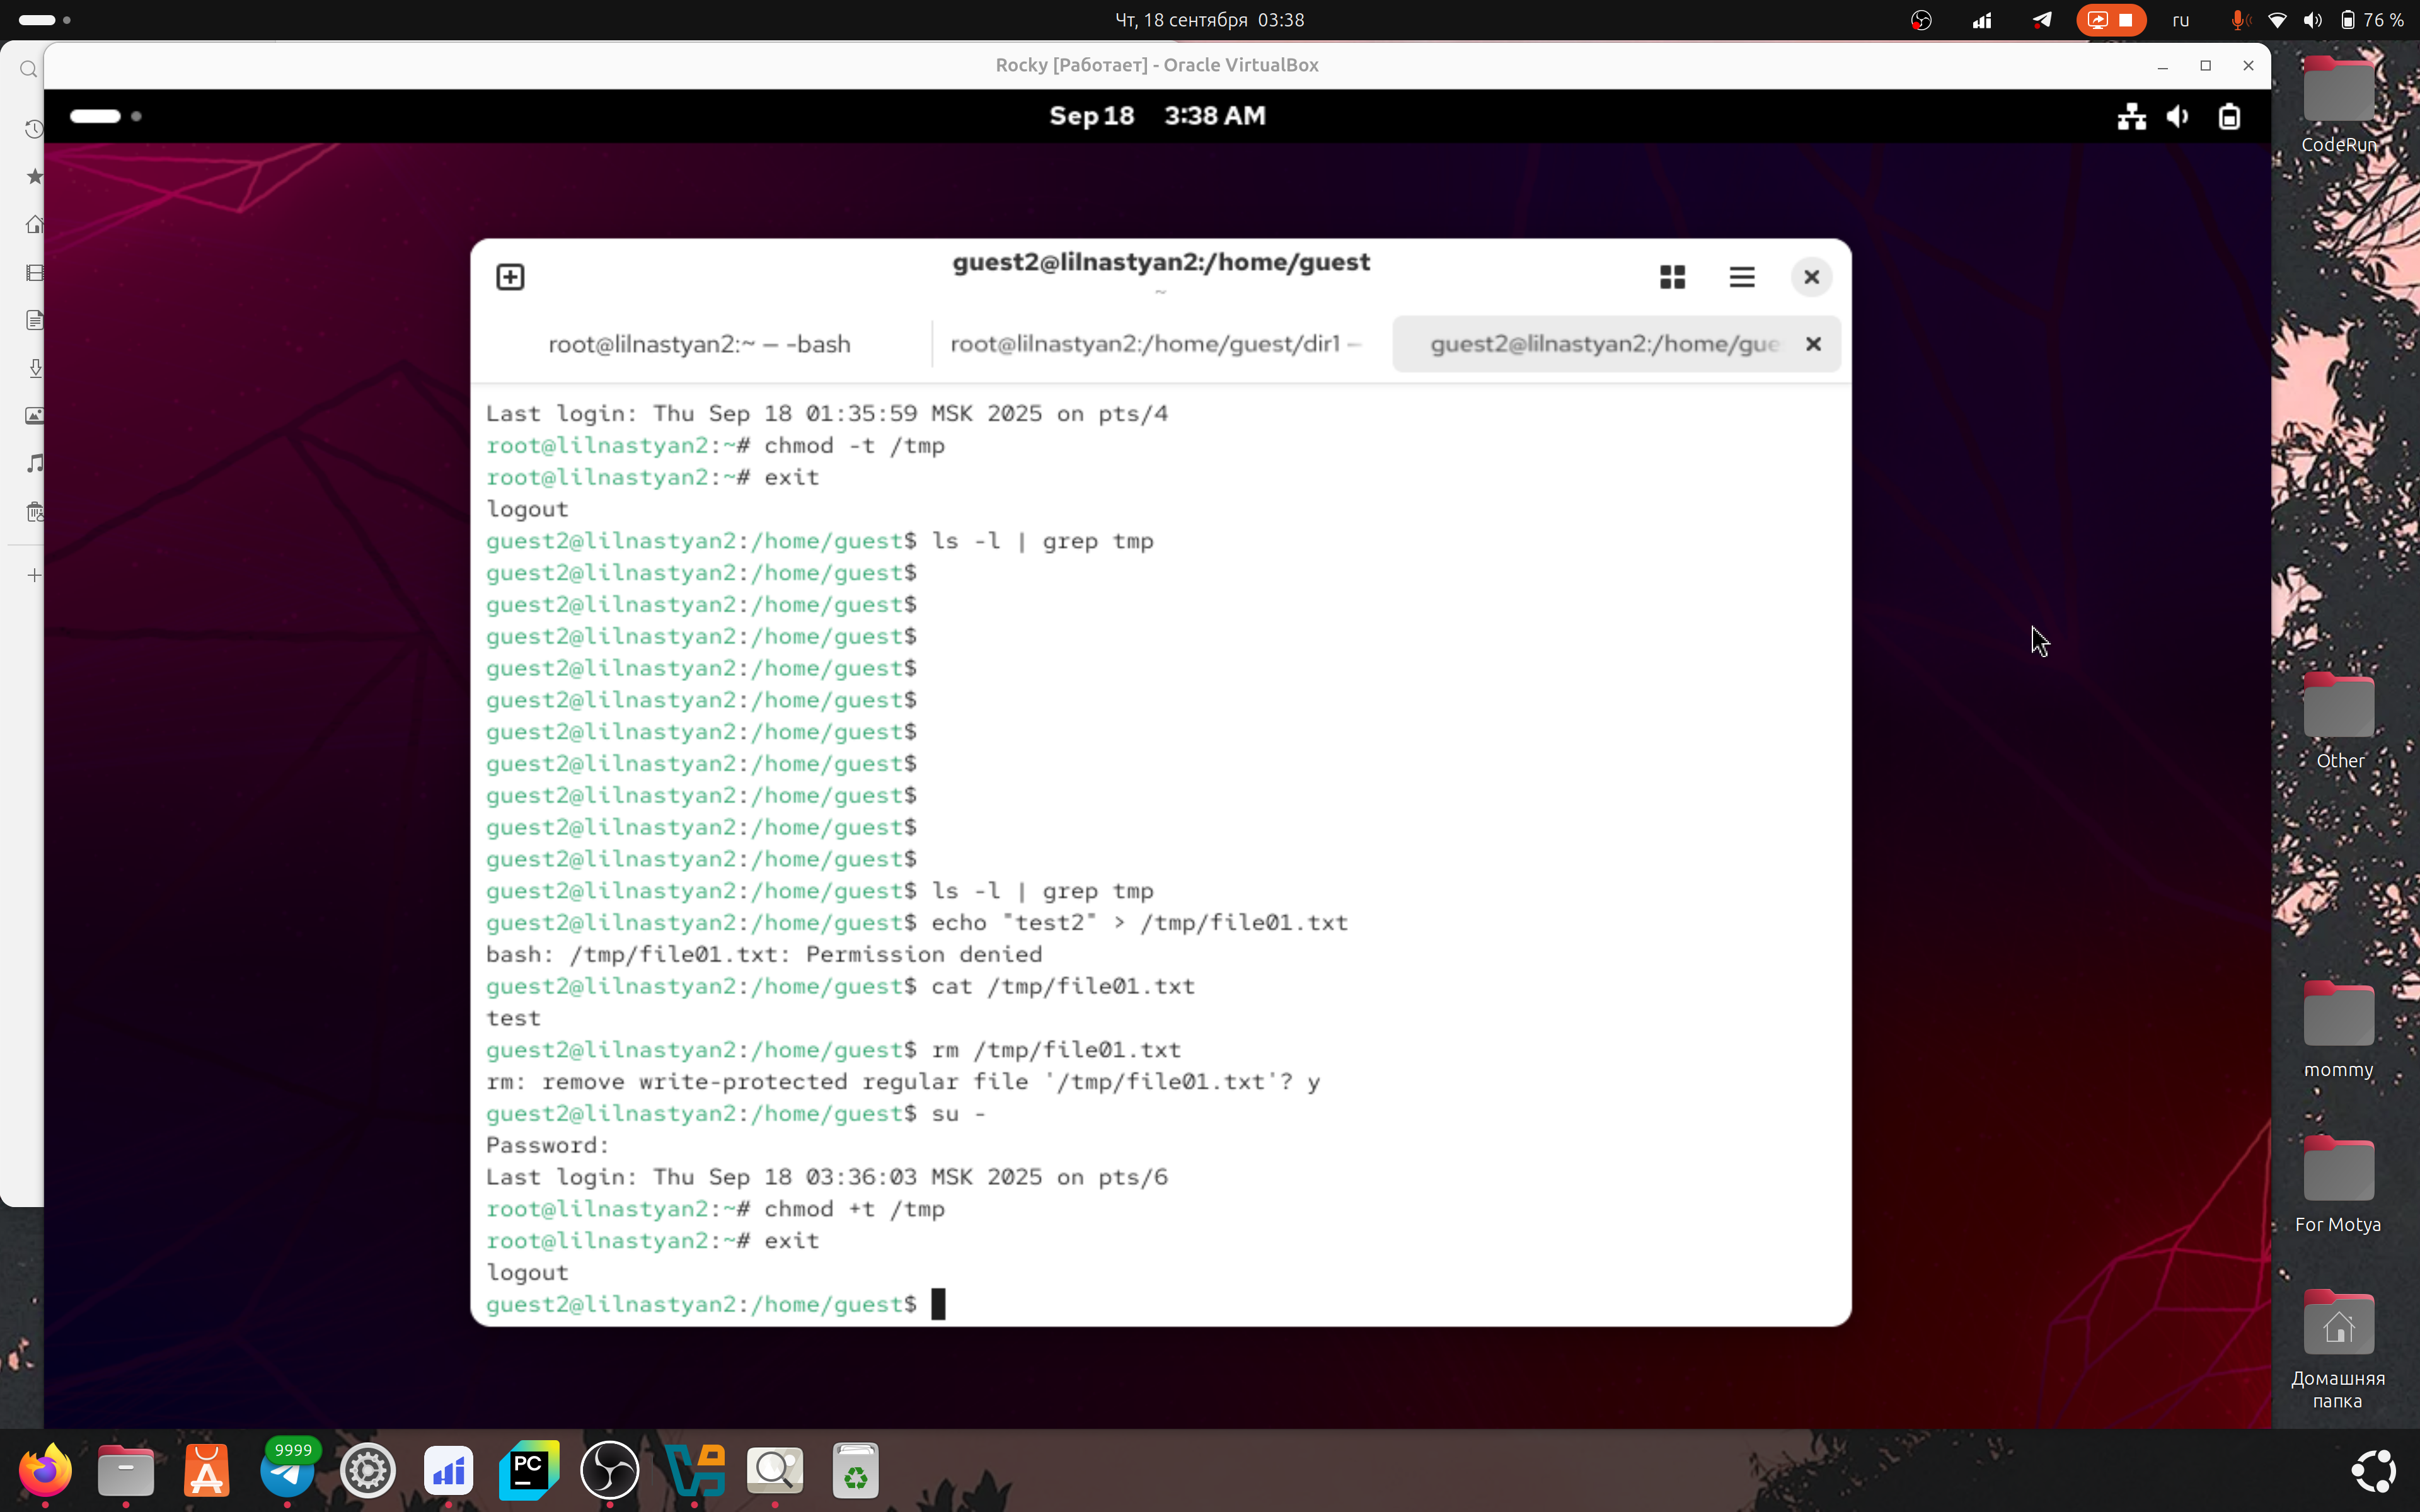 Чт, 18 сентября 03:38
ru
76 %
Rocky [Работает] - Oracle VirtualBox
Sep 18 3:38 AM
guest2@lilnastyan2:/home/guest
~
root@lilnastyan2:~ — -bash
root@lilnastyan2:/home/guest/dir1 —
guest2@lilnastyan2:/home/gue
Last login: Thu Sep 18 01:35:59 MSK 2025 on pts/4
root@lilnastyan2:~# chmod -t /tmp
root@lilnastyan2:~# exit
logout
guest2@lilnastyan2:/home/guest$ ls -l | grep tmp
guest2@lilnastyan2:/home/guest$
guest2@lilnastyan2:/home/guest$
guest2@lilnastyan2:/home/guest$
guest2@lilnastyan2:/home/guest$
guest2@lilnastyan2:/home/guest$
guest2@lilnastyan2:/home/guest$
guest2@lilnastyan2:/home/guest$
guest2@lilnastyan2:/home/guest$
guest2@lilnastyan2:/home/guest$
guest2@lilnastyan2:/home/guest$
guest2@lilnastyan2:/home/guest$ ls -l | grep tmp
guest2@lilnastyan2:/home/guest$ echo "test2" > /tmp/file01.txt
bash: /tmp/file01.txt: Permission denied
guest2@lilnastyan2:/home/guest$ cat /tmp/file01.txt
test
guest2@lilnastyan2:/home/guest$ rm /tmp/file01.txt
rm: remove write-protected regular file '/tmp/file01.txt'? y
guest2@lilnastyan2:/home/guest$ su -
Password:
Last login: Thu Sep 18 03:36:03 MSK 2025 on pts/6
root@lilnastyan2:~# chmod +t /tmp
root@lilnastyan2:~# exit
logout
guest2@lilnastyan2:/home/guest$
CodeRun
Other
mommy
For Motya
Домашняя
папка
9999
PC